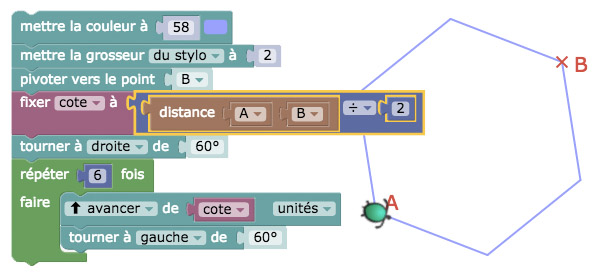 mettre la couleur à 58
mettre la grosseur du stylo à 2
pivoter vers le point B
fixer cote à distance A B ÷ 2
tourner à droite de 60°
répéter 6 fois
faire avancer de cote unités
tourner à gauche de 60°
B
A